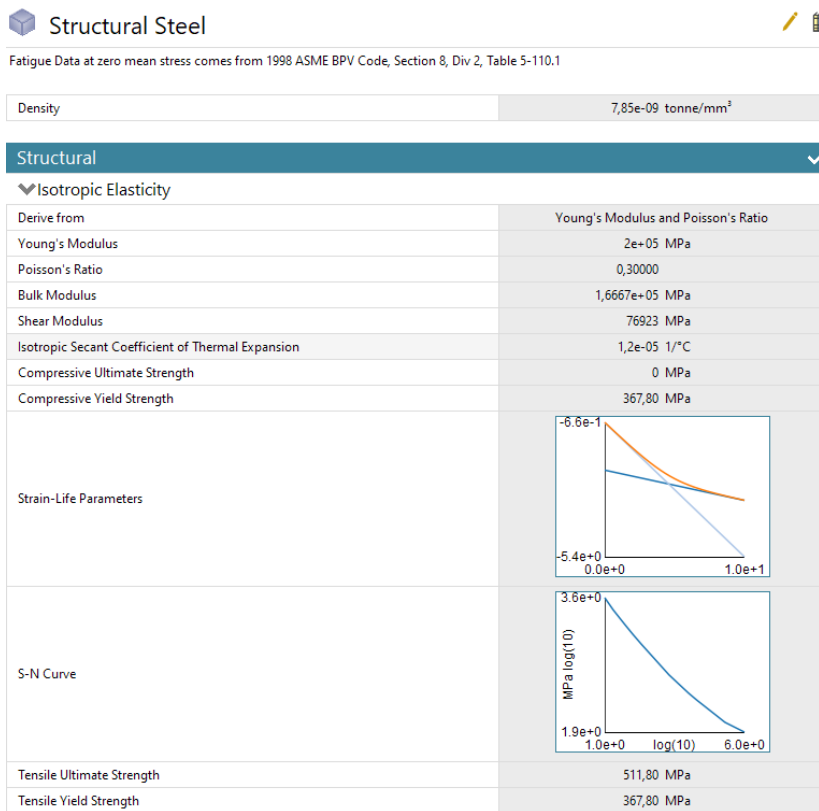 Structural Steel
Fatigue Data at zero mean stress comes from 1998 ASME BPV Code, Section 8, Div 2, Table 5-110.1
Density 7,85e-09 tonne/mm³
Structural
Isotropic Elasticity
Derive from Young's Modulus and Poisson's Ratio
Young's Modulus 2e+05 MPa
Poisson's Ratio 0,30000
Bulk Modulus 1,6667e+05 MPa
Shear Modulus 76923 MPa
Isotropic Secant Coefficient of Thermal Expansion 1,2e-05 1/°C
Compressive Ultimate Strength 0 MPa
Compressive Yield Strength 367,80 MPa
-6.6e-1
Strain-Life Parameters
-5.4e+0
0.0e+0 1.0e+1
3.6e+0
MPa log(10)
S-N Curve
1.9e+0
1.0e+0 log(10) 6.0e+0
Tensile Ultimate Strength 511,80 MPa
Tensile Yield Strength 367,80 MPa